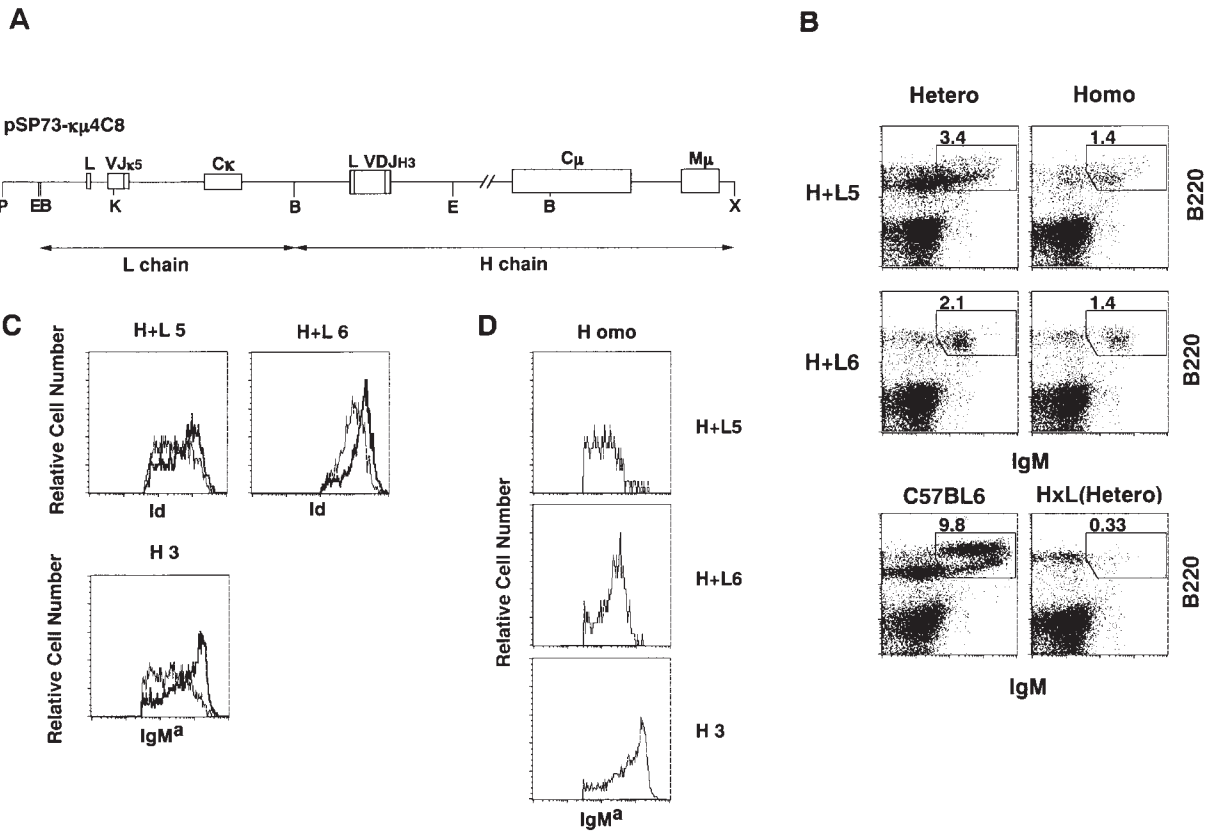 A
pSP73-κμ4C8
L VJκ5 Cκ L VDJH3 Cμ Mμ
P EB K B E B X
L chain H chain
B
Hetero Homo
3.4 1.4
H+L5 B220
2.1 1.4
H+L6 B220
IgM
C57BL6 HxL(Hetero)
9.8 0.33
B220
IgM
C
H+L 5 H+L 6
Relative Cell Number
Id Id
H 3
Relative Cell Number
IgMa
D
H omo
H+L5
Relative Cell Number
H+L6
H 3
IgMa